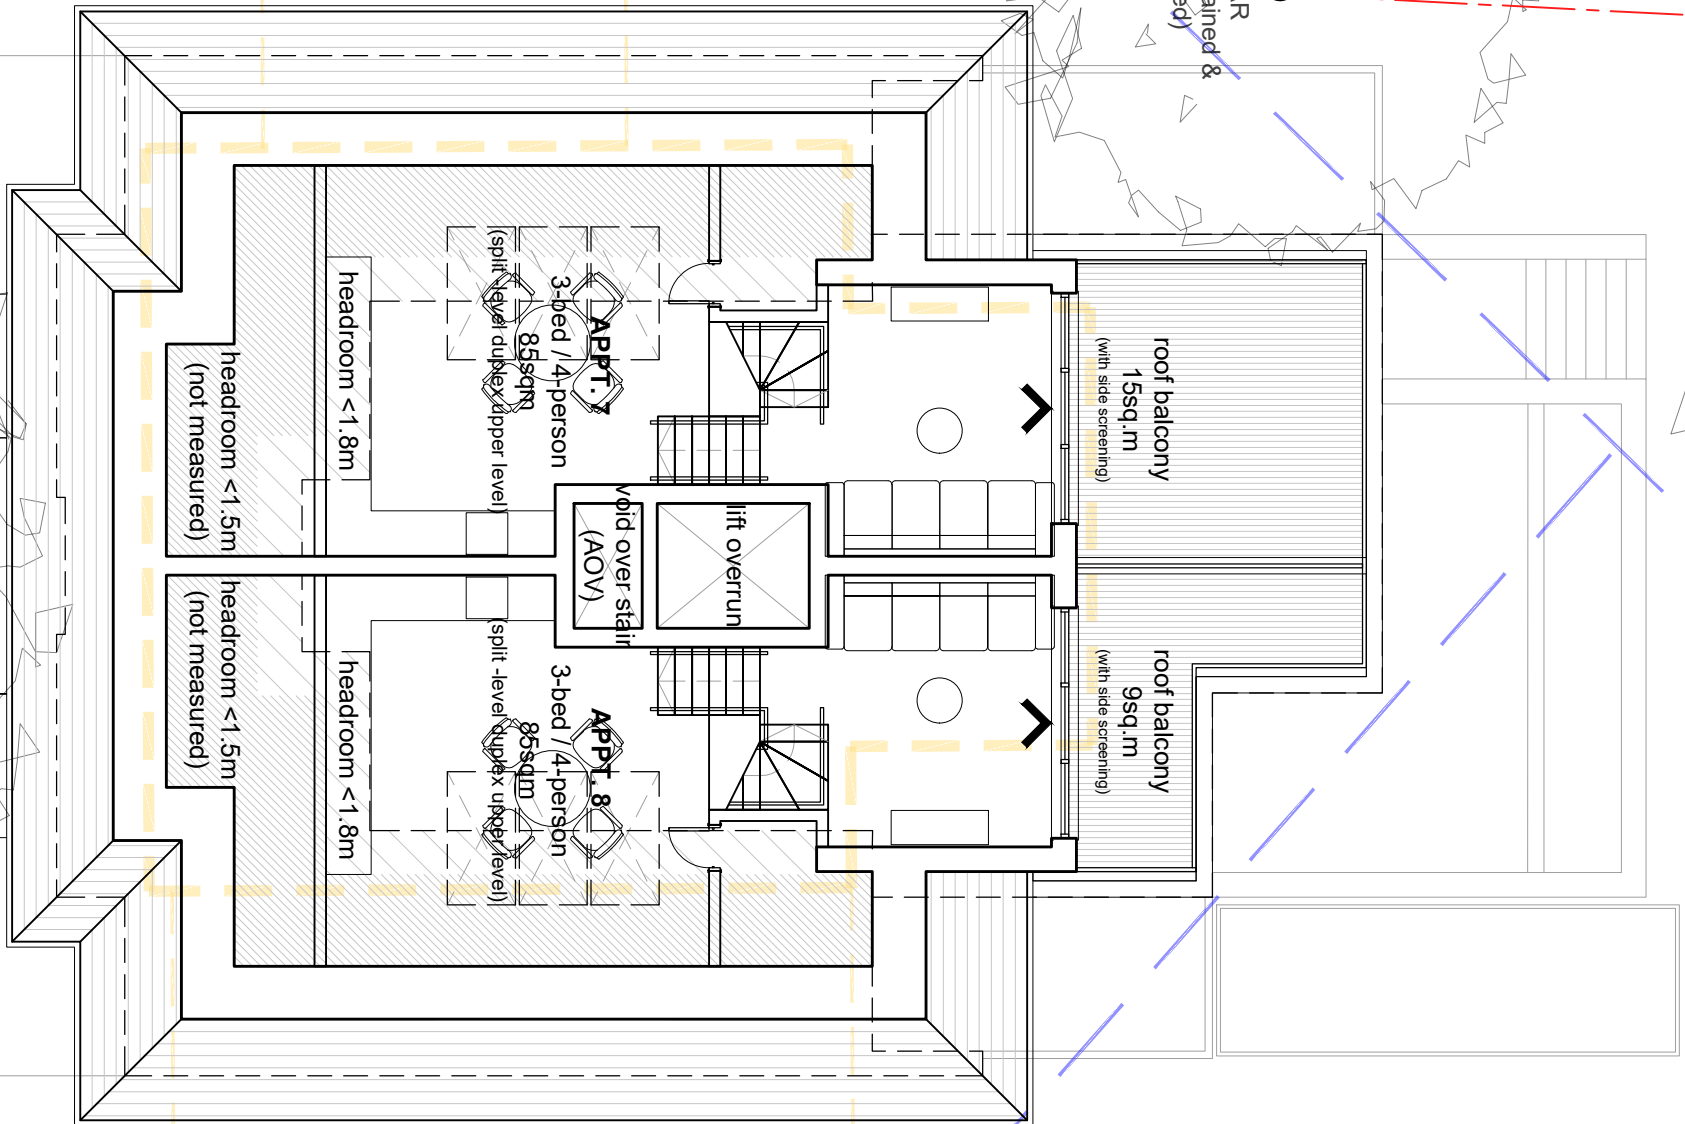 AR
ained &
ed)
roof balcony
15sq.m
(with side screening)
APPT. 7
3-bed / 4-person
85sqm
(split -level duplex upper level)
headroom <1.8m
headroom <1.5m
(not measured)
lift overrun
void over stair
(AOV)
roof balcony
9sq.m
(with side screening)
APPT. 8
3-bed / 4-person
85sqm
(split -level duplex upper level)
headroom <1.8m
headroom <1.5m
(not measured)